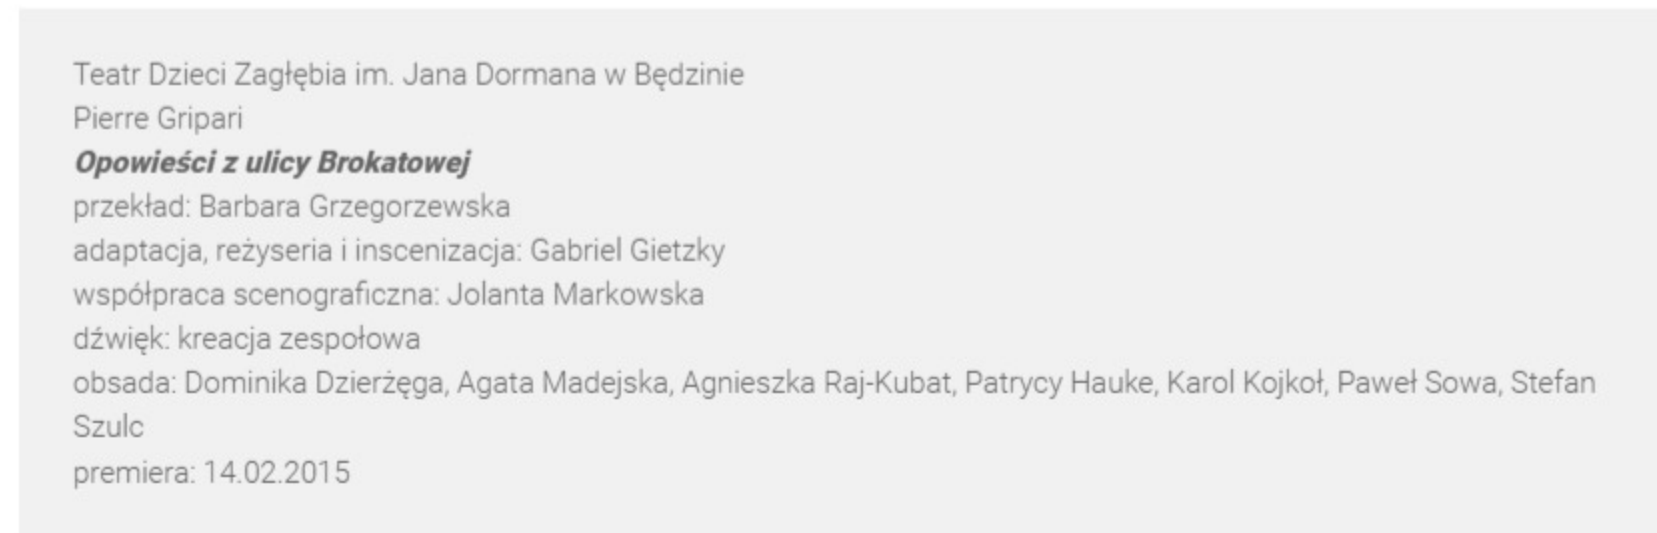 Teatr Dzieci Zagłębia im. Jana Dormana w Będzinie
Pierre Gripari
Opowieści z ulicy Brokatowej
przekład: Barbara Grzegorzewska
adaptacja, reżyseria i inscenizacja: Gabriel Gietzky
współpraca scenograficzna: Jolanta Markowska
dźwięk: kreacja zespołowa
obsada: Dominika Dzierżęga, Agata Madejska, Agnieszka Raj-Kubat, Patrycy Hauke, Karol Kojkoł, Paweł Sowa, Stefan
Szulc
premiera: 14.02.2015